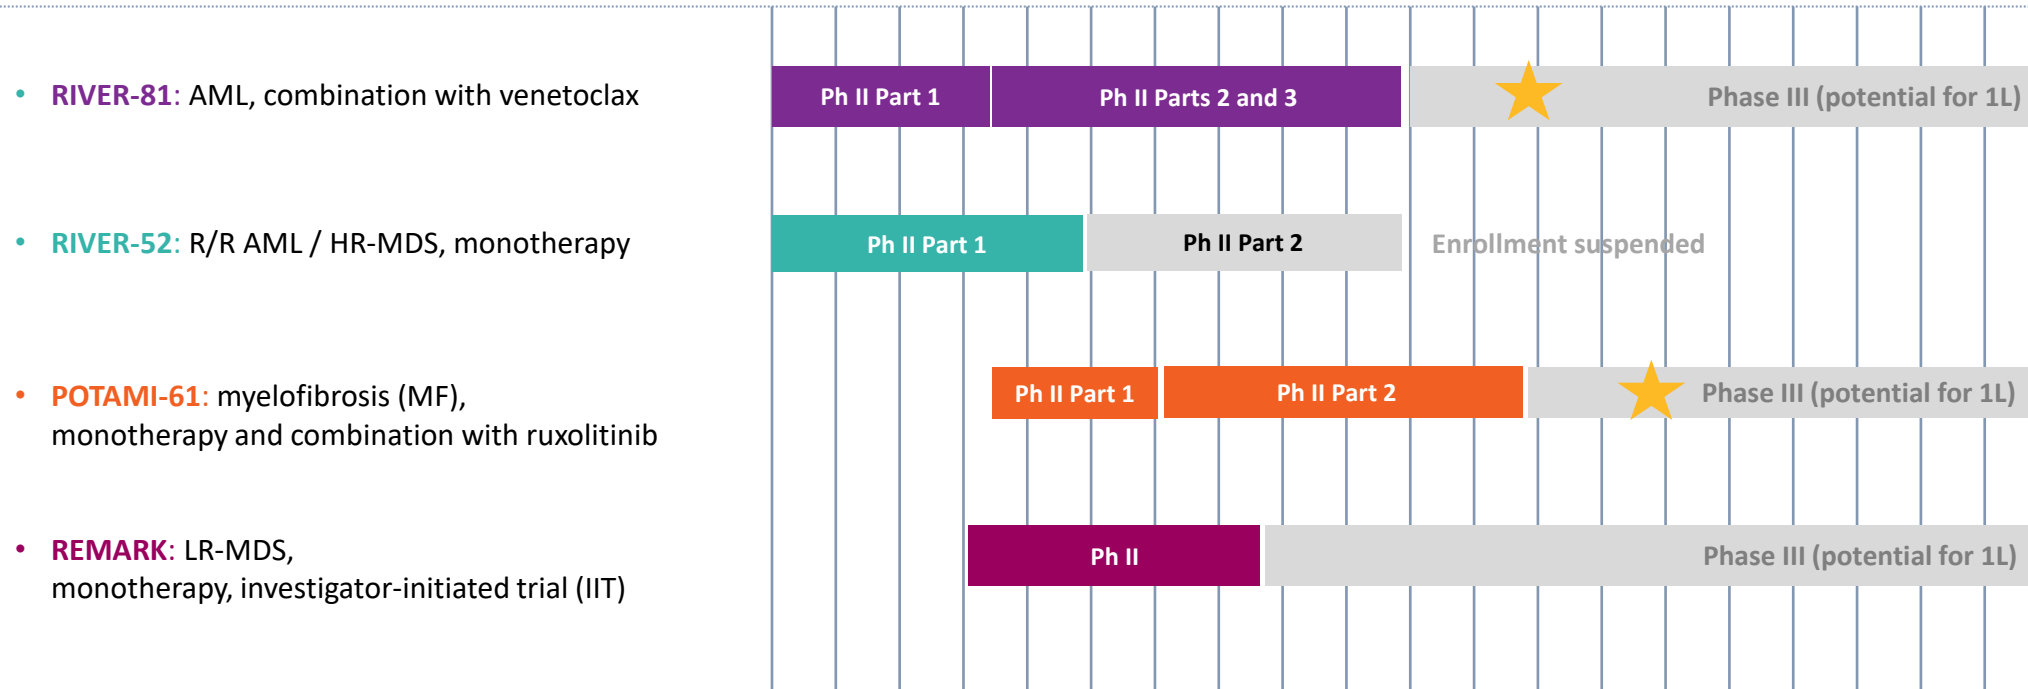 • RIVER-81: AML, combination with venetoclax
Ph II Part 1
Ph II Parts 2 and 3
Phase III (potential for 1L)
• RIVER-52: R/R AML / HR-MDS, monotherapy
Ph II Part 1
Ph II Part 2
Enrollment suspended
• POTAMI-61: myelofibrosis (MF),
monotherapy and combination with ruxolitinib
Ph II Part 1
Ph II Part 2
Phase III (potential for 1L)
• REMARK: LR-MDS,
monotherapy, investigator-initiated trial (IIT)
Ph II
Phase III (potential for 1L)